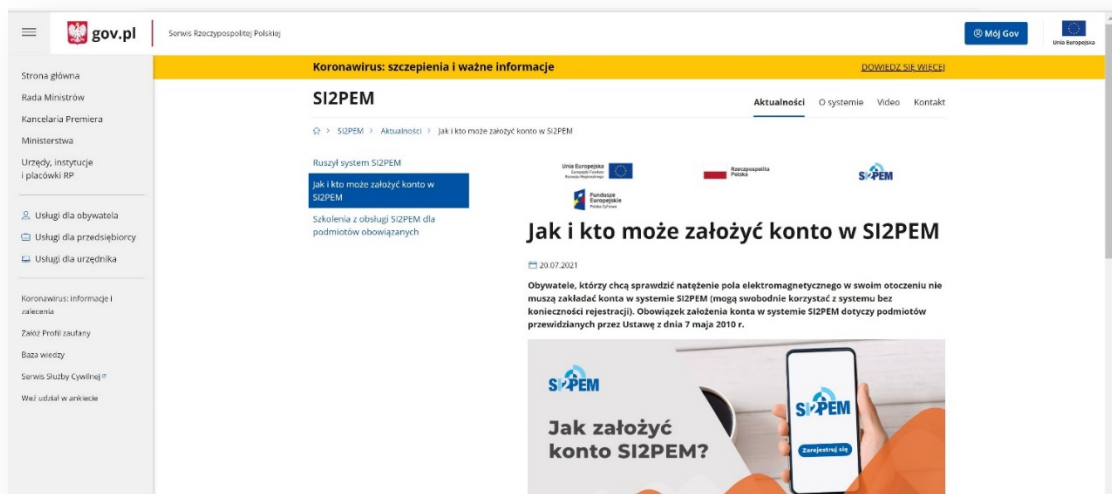 gov.pl
Serwis Rzeczypospolitej Polskiej
Mój Gov
Unia Europejska
Strona główna
Rada Ministrów
Kancelaria Premiera
Ministerstwa
Urzędy, instytucje
i placówki RP
Usługi dla obywatela
Usługi dla przedsiębiorcy
Usługi dla urzędnika
Koronawirus: informacje i
zalecenia
Załóż Profil zaufany
Baza wiedzy
Serwis Służby Cywilnej
Weź udział w ankiecie
Koronawirus: szczepienia i ważne informacje
DOWIEDZ SIĘ WIĘCEJ
SI2PEM
Aktualności O systemie Video Kontakt
SI2PEM > Aktualności > Jak i kto może założyć konto w SI2PEM
Ruszył system SI2PEM
Jak i kto może założyć konto w
SI2PEM
Szkolenia z obsługi SI2PEM dla
podmiotów obowiązanych
Unia Europejska
Europejski Fundusz
Rozwoju Regionalnego
Rzeczpospolita
Polska
SI2PEM
Fundusze
Europejskie
Polska Cyfrowa
Jak i kto może założyć konto w SI2PEM
20.07.2021
Obywatele, którzy chcą sprawdzić natężenie pola elektromagnetycznego w swoim otoczeniu nie
muszą zakładać konta w systemie SI2PEM (mogą swobodnie korzystać z systemu bez
konieczności rejestracji). Obowiązek założenia konta w systemie SI2PEM dotyczy podmiotów
przewidzianych przez Ustawę z dnia 7 maja 2010 r.
SI2PEM
Jak założyć
konto SI2PEM?
SI2PEM
Zarejestruj się